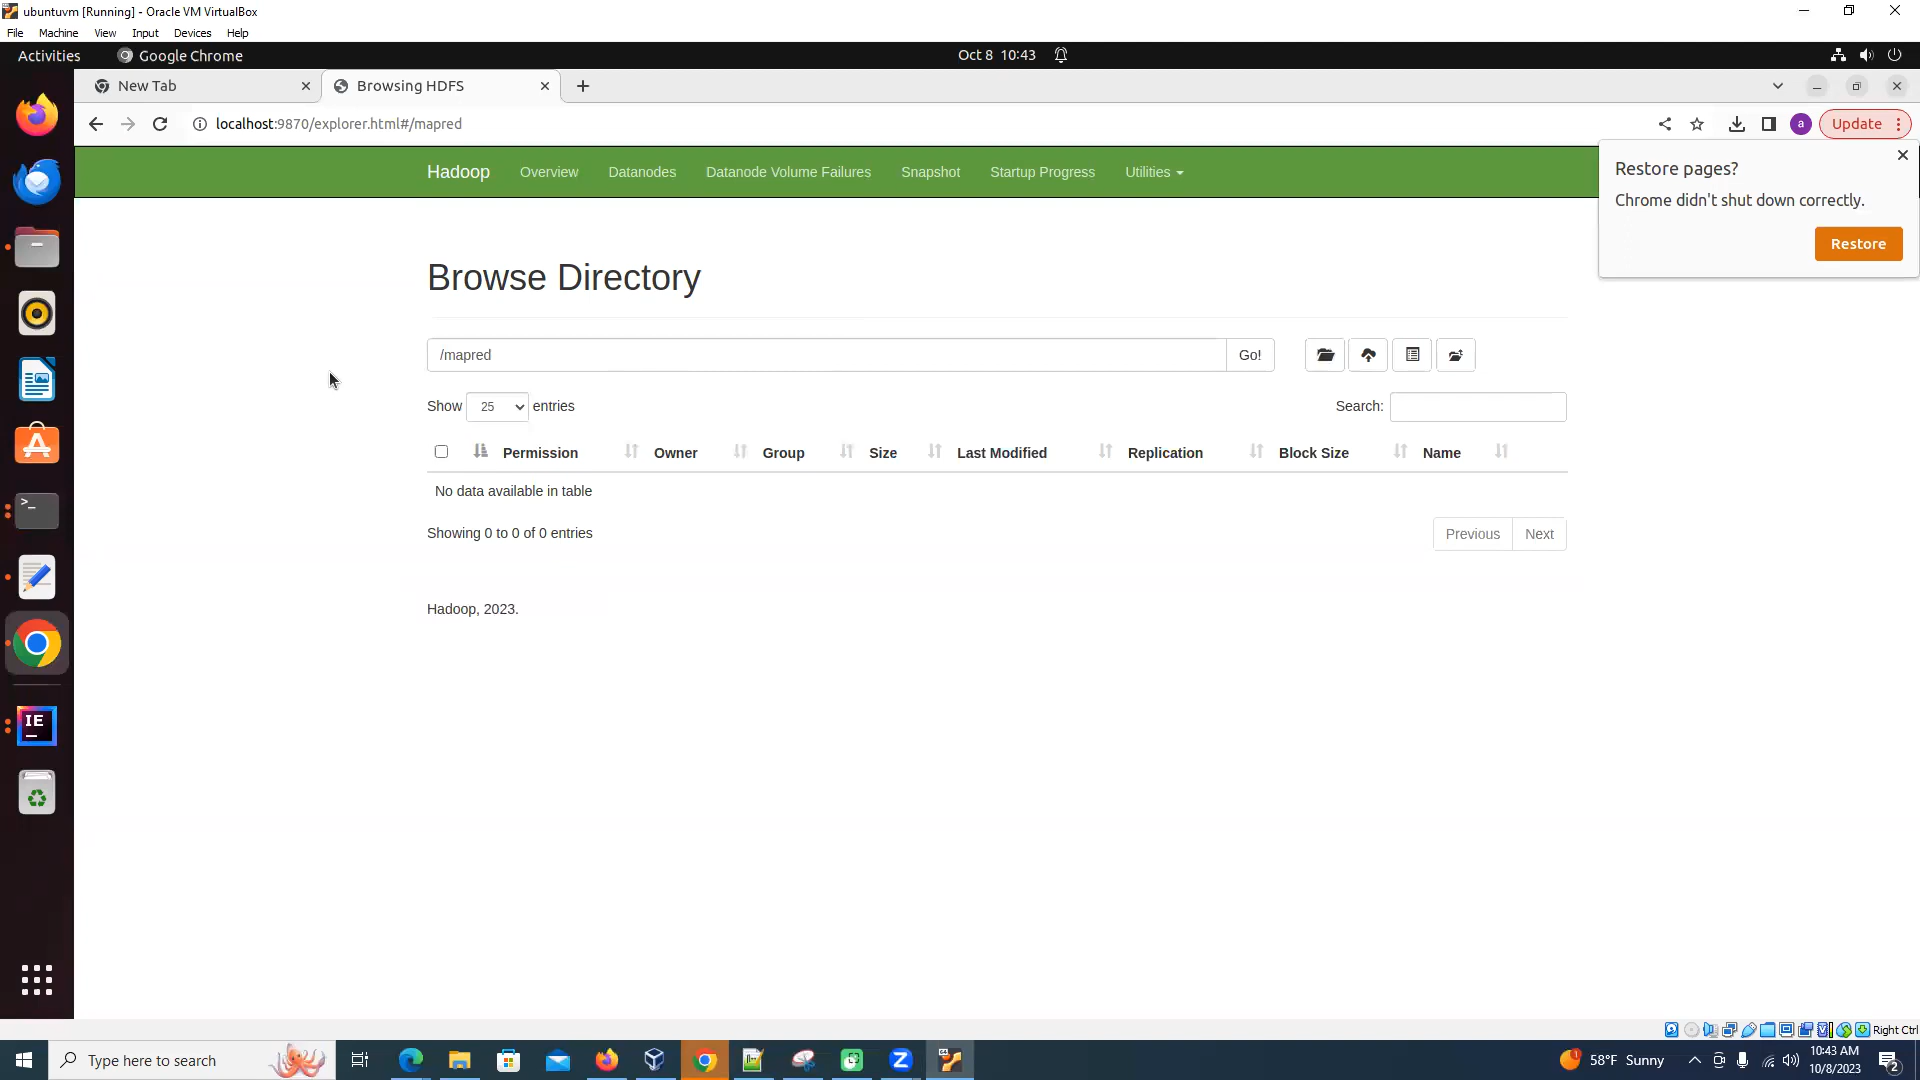 ubuntuvm [Running] - Oracle VM VirtualBox
File Machine View Input Devices Help
Activities Google Chrome Oct 8 10:43
New Tab Browsing HDFS
localhost:9870/explorer.html#/mapred a Update
Hadoop Overview Datanodes Datanode Volume Failures Snapshot Startup Progress Utilities
Restore pages?
Chrome didn't shut down correctly.
Restore
Browse Directory
/mapred Go!
Show 25 entries Search:
Permission Owner Group Size Last Modified Replication Block Size Name
No data available in table
Showing 0 to 0 of 0 entries Previous Next
Hadoop, 2023.
>_
IE
Right Ctrl
Type here to search
1 58°F Sunny
10:43 AM
10/8/2023
2